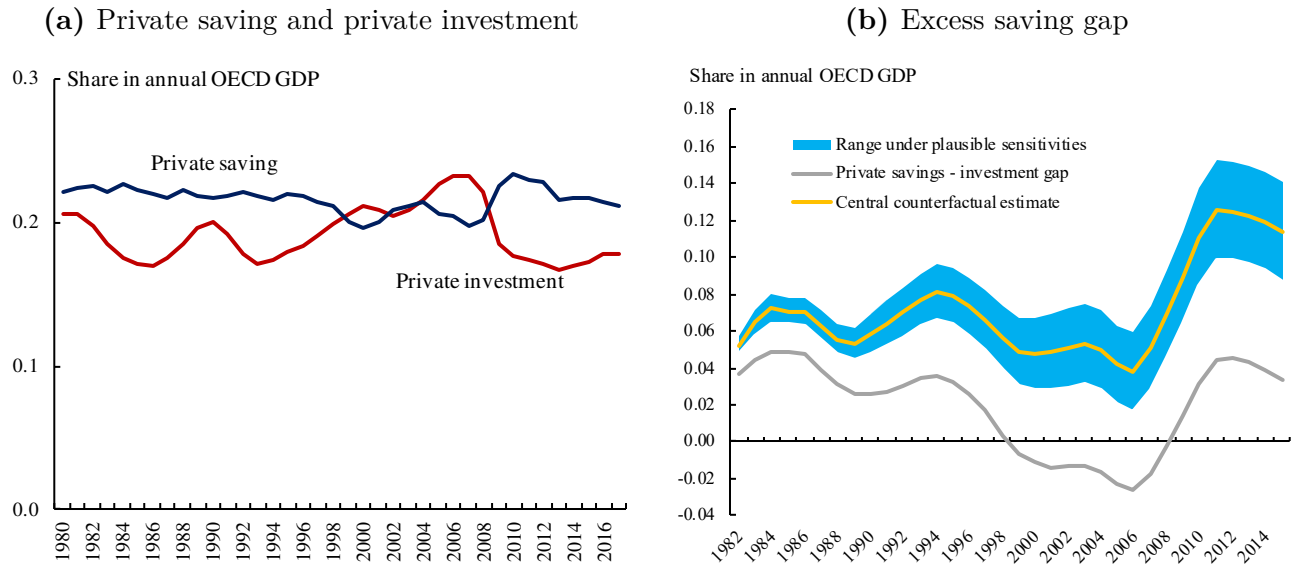 (a) Private saving and private investment
Share in annual OECD GDP
0.3
0.2
0.1
0.0
Private saving
Private investment
1980 1982 1984 1986 1988 1990 1992 1994 1996 1998 2000 2002 2004 2006 2008 2010 2012 2014 2016
(b) Excess saving gap
Share in annual OECD GDP
0.18
0.16
0.14
0.12
0.10
0.08
0.06
0.04
0.02
0.00
-0.02
-0.04
Range under plausible sensitivities
Private savings - investment gap
Central counterfactual estimate
1982 1984 1986 1988 1990 1992 1994 1996 1998 2000 2002 2004 2006 2008 2010 2012 2014